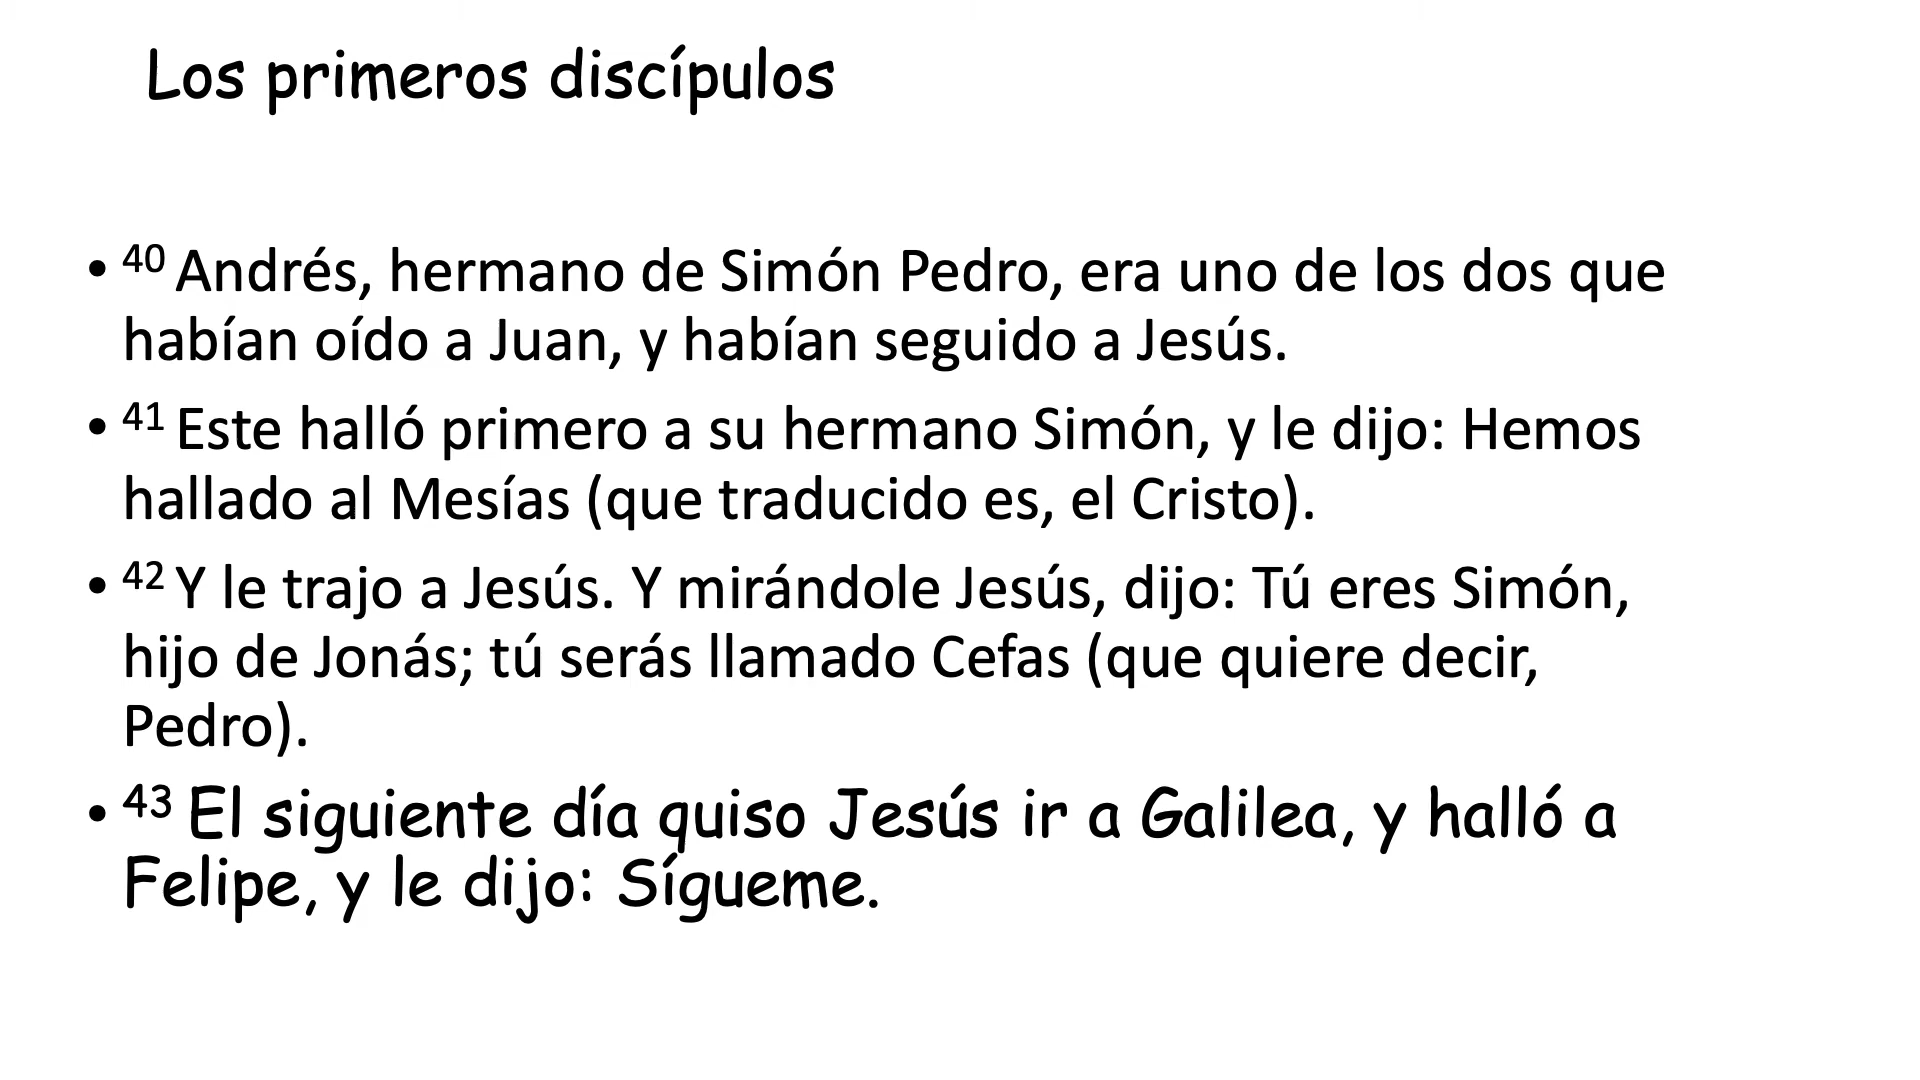 Los primeros discípulos
• 40 Andrés, hermano de Simón Pedro, era uno de los dos que
habían oído a Juan, y habían seguido a Jesús.
• 41 Este halló primero a su hermano Simón, y le dijo: Hemos
hallado al Mesías (que traducido es, el Cristo).
• 42 Y le trajo a Jesús. Y mirándole Jesús, dijo: Tú eres Simón,
hijo de Jonás; tú serás llamado Cefas (que quiere decir,
Pedro).
• 43 El siguiente día quiso Jesús ir a Galilea, y halló a
Felipe, y le dijo: Sígueme.